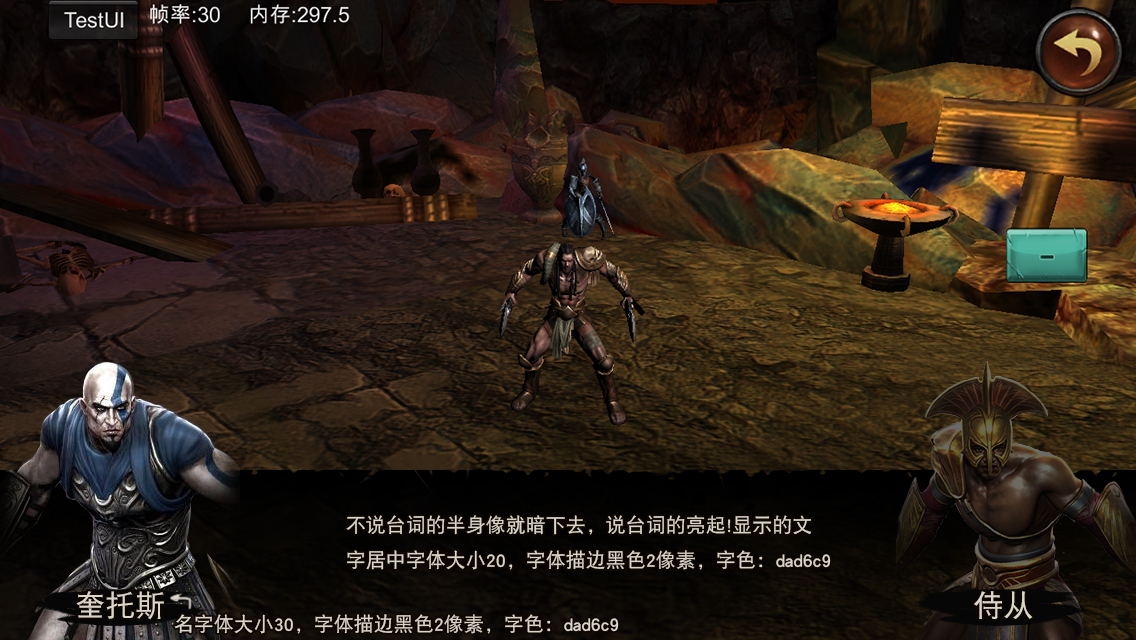 TestUI 帧率:30 内存:297.5
不说台词的半身像就暗下去，说台词的亮起!显示的文
字居中字体大小20，字体描边黑色2像素，字色：dad6c9
奎托斯
侍从
名字体大小30，字体描边黑色2像素，字色：dad6c9